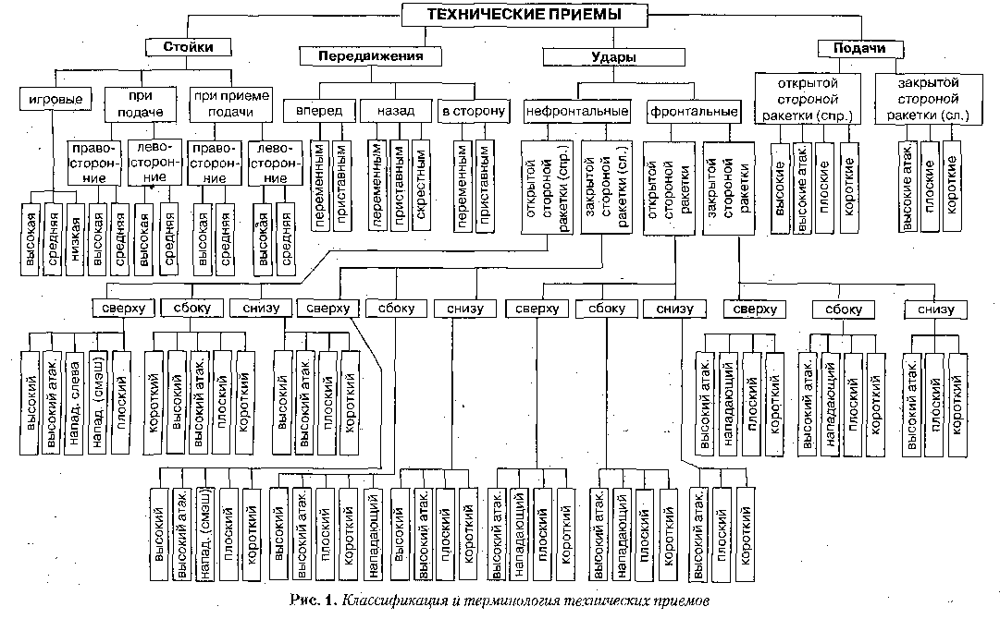 ТЕХНИЧЕСКИЕ ПРИЕМЫ
Стойки
Передвижения
Удары
Подачи
игровые
при
подаче
при приеме
подачи
вперед
назад
в сторону
нефронтальные
фронтальные
открытой
стороной
ракетки (спр.)
закрытой
стороной
ракетки (сл.)
право-
сторон-
ние
лево-
сторон-
ние
право-
сторон-
ние
лево-
сторон-
ние
высокая
средняя
низкая
высокая
средняя
высокая
средняя
высокая
средняя
высокая
средняя
переменным
приставным
переменным
приставным
скрестным
переменным
приставным
открытой
стороной
ракетки (спр.)
закрытой
стороной
ракетки (сл.)
открытой
стороной
ракетки
закрытой
стороной
ракетки
высокие
высокие атак.
плоские
короткие
высокие атак.
плоские
короткие
сверху
сбоку
снизу
сверху
сбоку
снизу
сверху
сбоку
снизу
сверху
сбоку
снизу
высокий
высокий атак.
напад. слева
напад. (смэш)
плоский
короткий
высокий
высокий атак.
плоский
короткий
высокий
высокий атак.
плоский
короткий
высокий атак.
нападающий
плоский
короткий
высокий атак.
нападающий
плоский
короткий
высокий атак.
плоский
короткий
высокий
высокий атак.
напад. (смэш)
плоский
короткий
высокий
высокий атак.
плоский
короткий
нападающий
высокий
высокий атак.
плоский
короткий
высокий атак.
нападающий
плоский
короткий
высокий атак.
нападающий
плоский
короткий
высокий атак.
плоский
короткий
Рис. 1. Классификация и терминология технических приемов